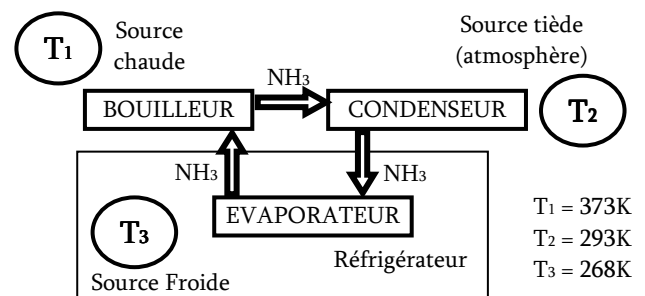 T1
Source
chaude
Source tiède
(atmosphère)
NH3
BOUILLEUR
CONDENSEUR
T2
NH3
NH3
EVAPORATEUR
T3
Source Froide
Réfrigérateur
T1 = 373K
T2 = 293K
T3 = 268K